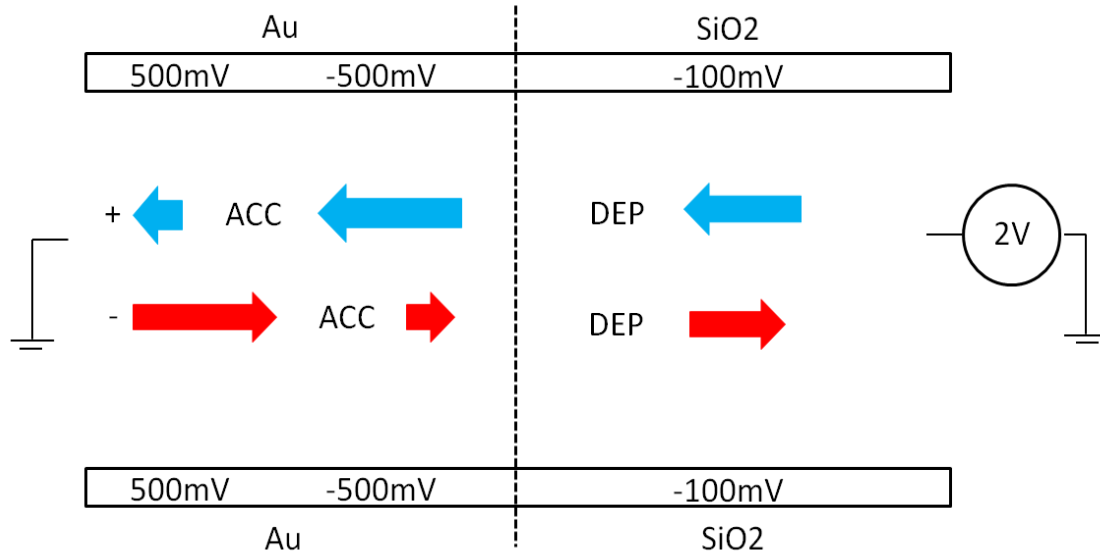 Au SiO2
500mV -500mV -100mV
+ ACC DEP
2V
- ACC DEP
500mV -500mV -100mV
Au SiO2